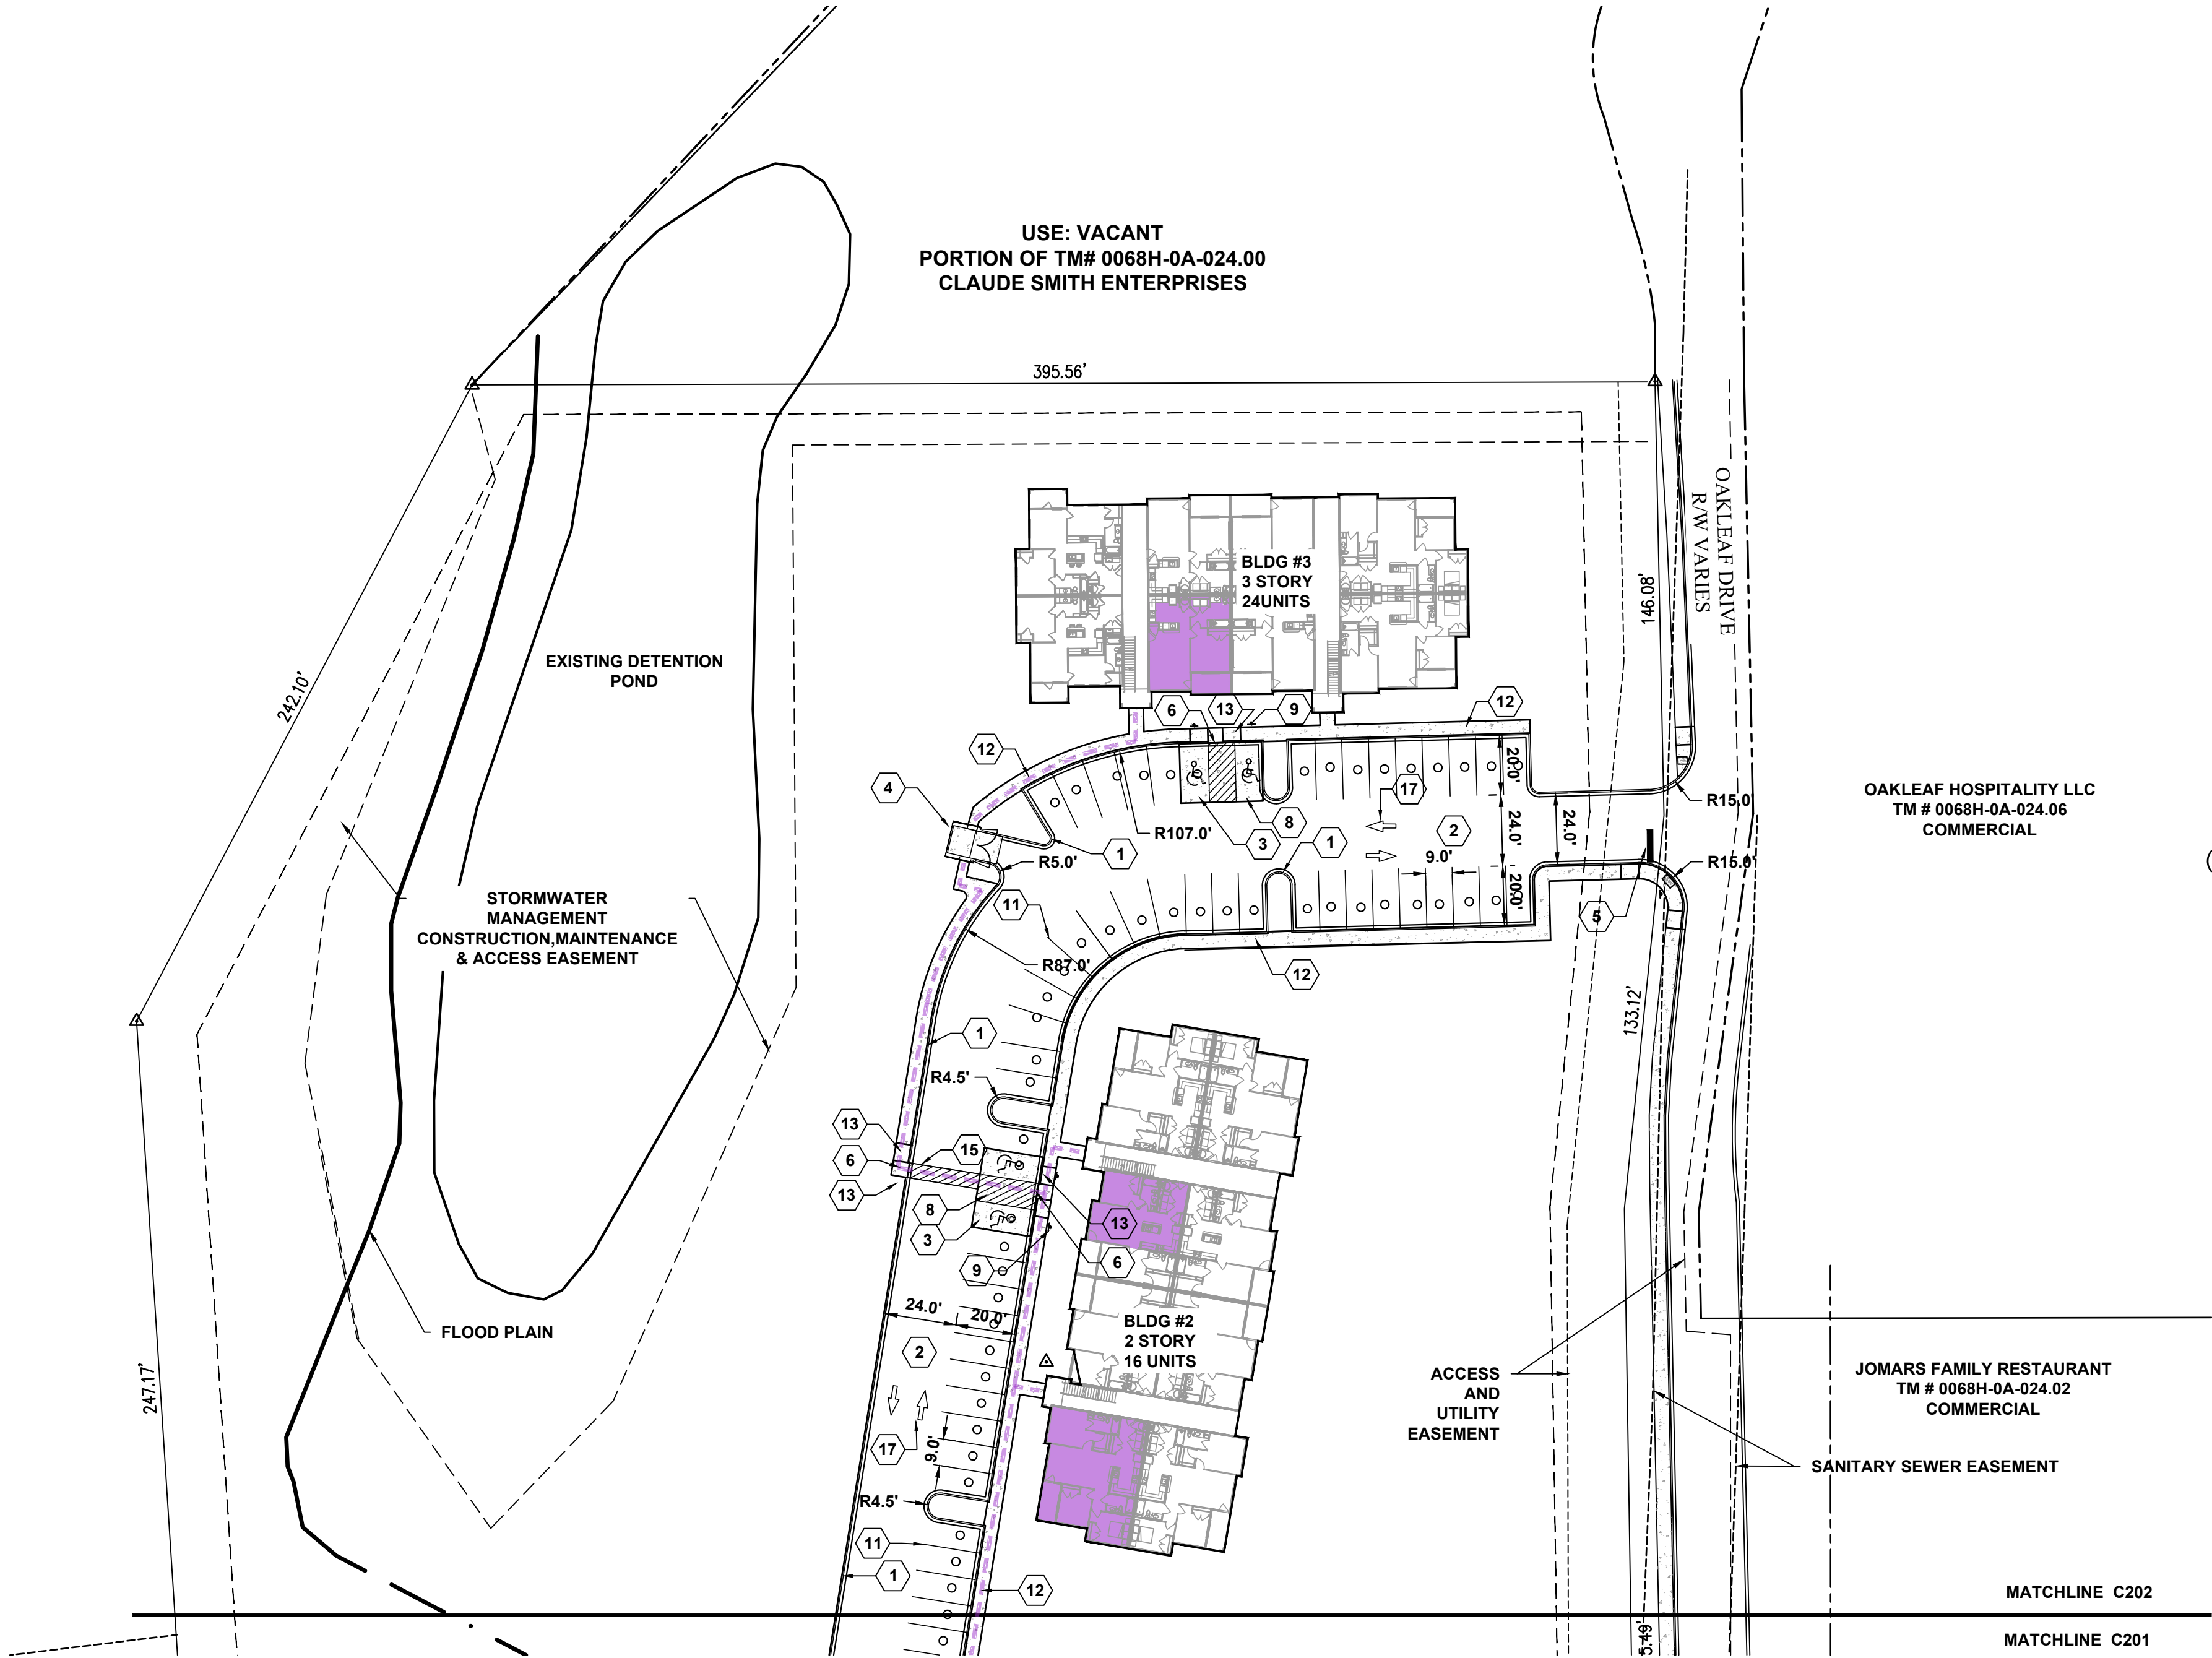 USE: VACANT
PORTION OF TM# 0068H-0A-024.00
CLAUDE SMITH ENTERPRISES
395.56'
OAKLEAF DRIVE
R/W VARIES
146.08'
242.10'
BLDG #3
3 STORY
24UNITS
EXISTING DETENTION
POND
6
13
9
12
12
4
20.0'
17
R15.0'
OAKLEAF HOSPITALITY LLC
TM # 0068H-0A-024.06
COMMERCIAL
R107.0'
8
3
1
1
2
24.0'
24.0'
R5.0'
9.0'
R15.0'
20.0'
11
5
STORMWATER
MANAGEMENT
CONSTRUCTION,MAINTENANCE
& ACCESS EASEMENT
R87.0'
12
133.12'
1
R4.5'
13
15
6
13
8
13
3
6
9
24.0'
20.0'
FLOOD PLAIN
BLDG #2
2 STORY
16 UNITS
2
247.17'
ACCESS
AND
UTILITY
EASEMENT
JOMARS FAMILY RESTAURANT
TM # 0068H-0A-024.02
COMMERCIAL
17
9.0'
SANITARY SEWER EASEMENT
R4.5'
11
1
12
MATCHLINE C202
MATCHLINE C201
5.49'